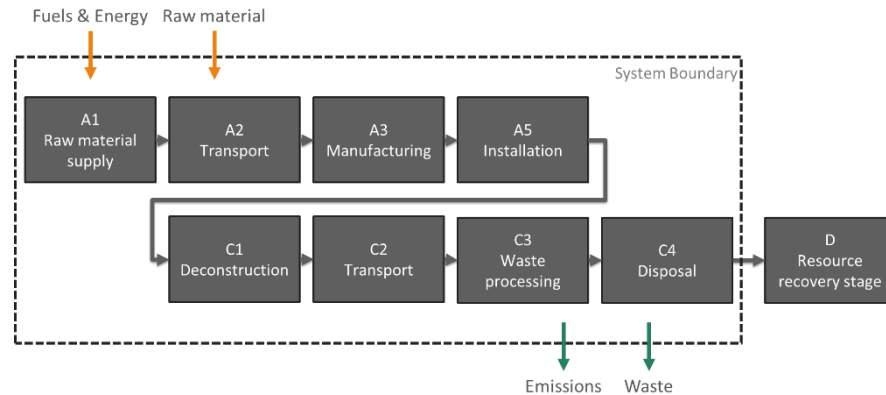 Fuels & Energy
Raw material
System Boundary
A1
Raw material
supply
A2
Transport
A3
Manufacturing
A5
Installation
C1
Deconstruction
C2
Transport
C3
Waste
processing
C4
Disposal
D
Resource
recovery stage
Emissions
Waste